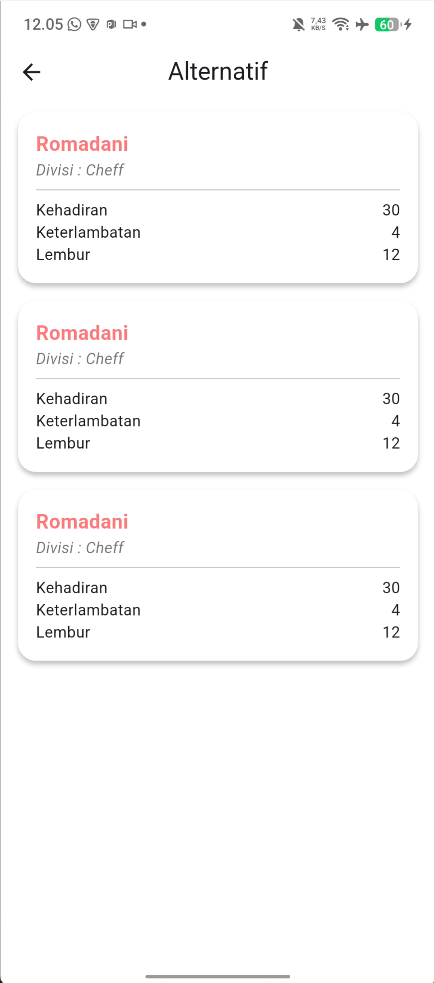 12.05 7,43 KB/S 60
Alternatif
Romadani
Divisi : Cheff
Kehadiran 30
Keterlambatan 4
Lembur 12
Romadani
Divisi : Cheff
Kehadiran 30
Keterlambatan 4
Lembur 12
Romadani
Divisi : Cheff
Kehadiran 30
Keterlambatan 4
Lembur 12